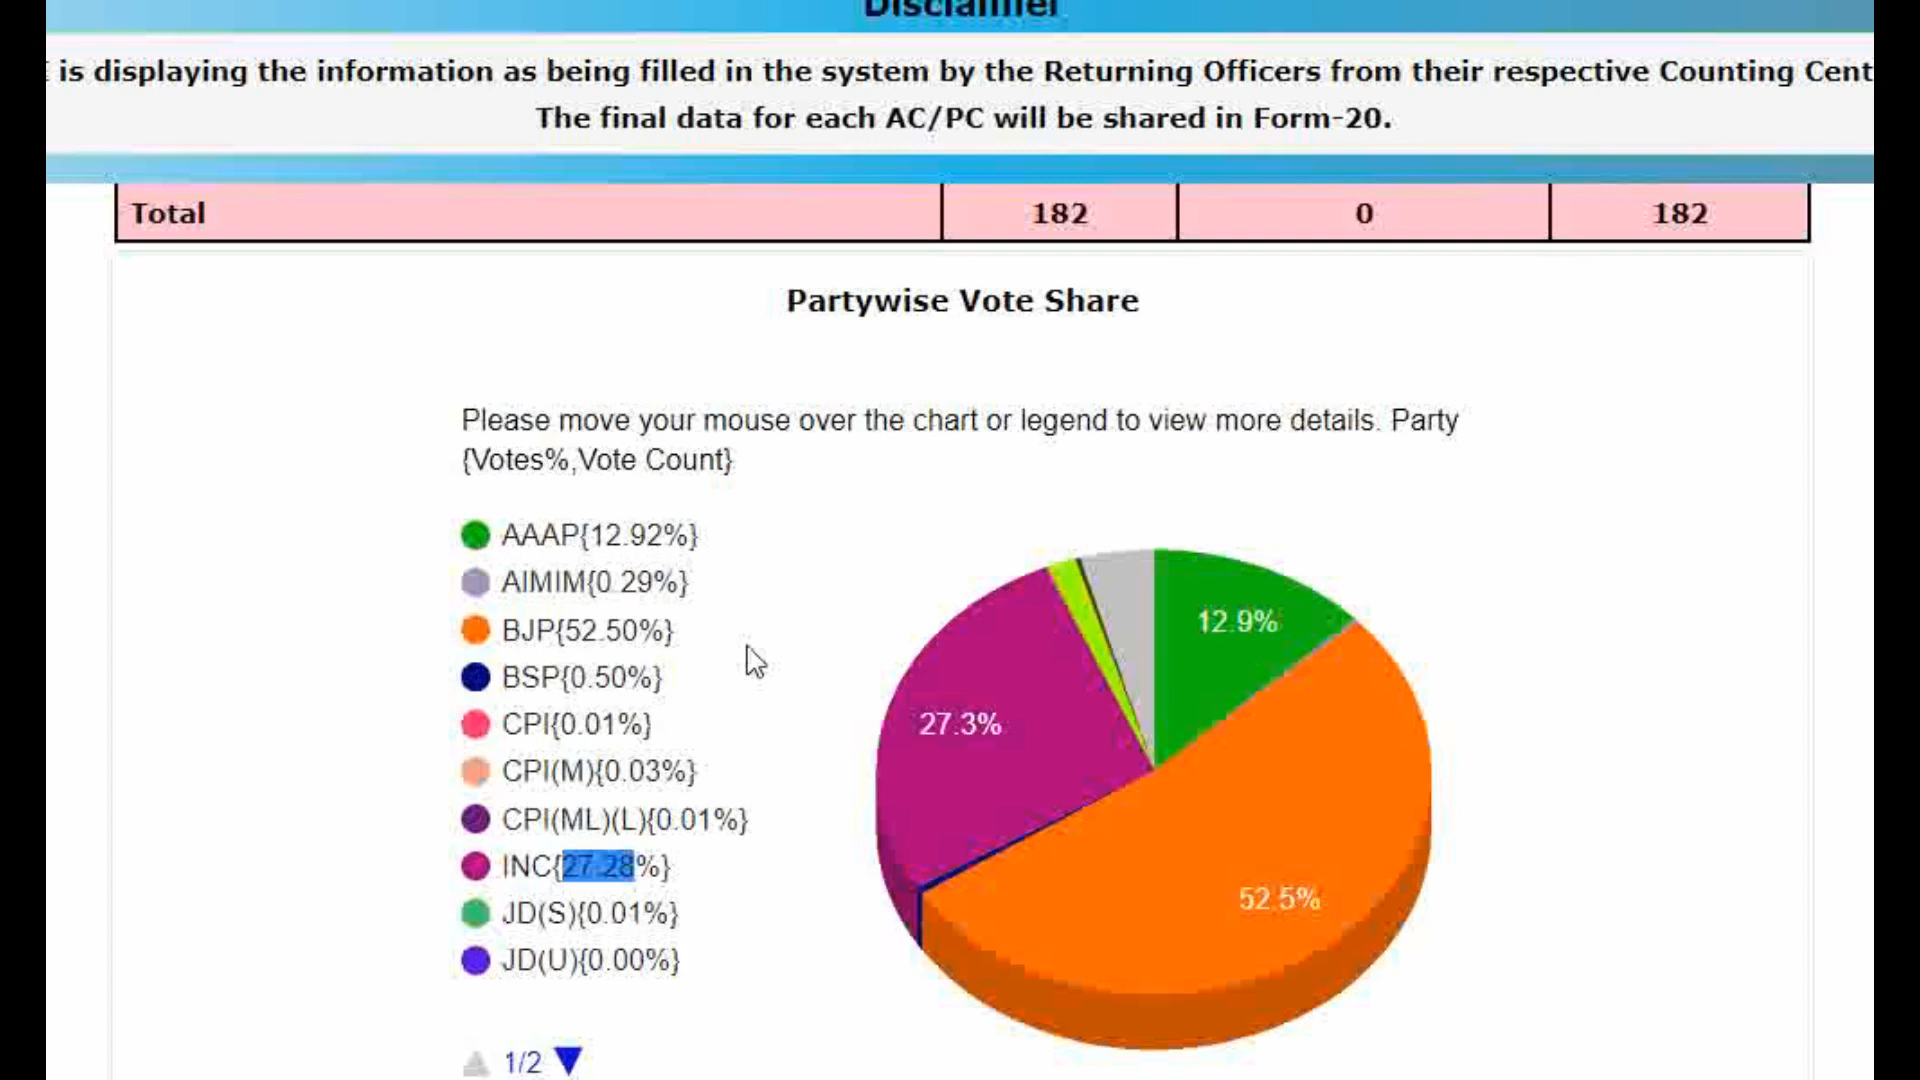 Disclaimer
is displaying the information as being filled in the system by the Returning Officers from their respective Counting Cent
The final data for each AC/PC will be shared in Form-20.
Total 182 0 182
Partywise Vote Share
Please move your mouse over the chart or legend to view more details. Party
{Votes%,Vote Count}
AAAP{12.92%}
AIMIM{0.29%}
BJP{52.50%}
BSP{0.50%}
CPI{0.01%}
CPI(M){0.03%}
CPI(ML)(L){0.01%}
INC{27.28%}
JD(S){0.01%}
JD(U){0.00%}
1/2
12.9%
27.3%
52.5%